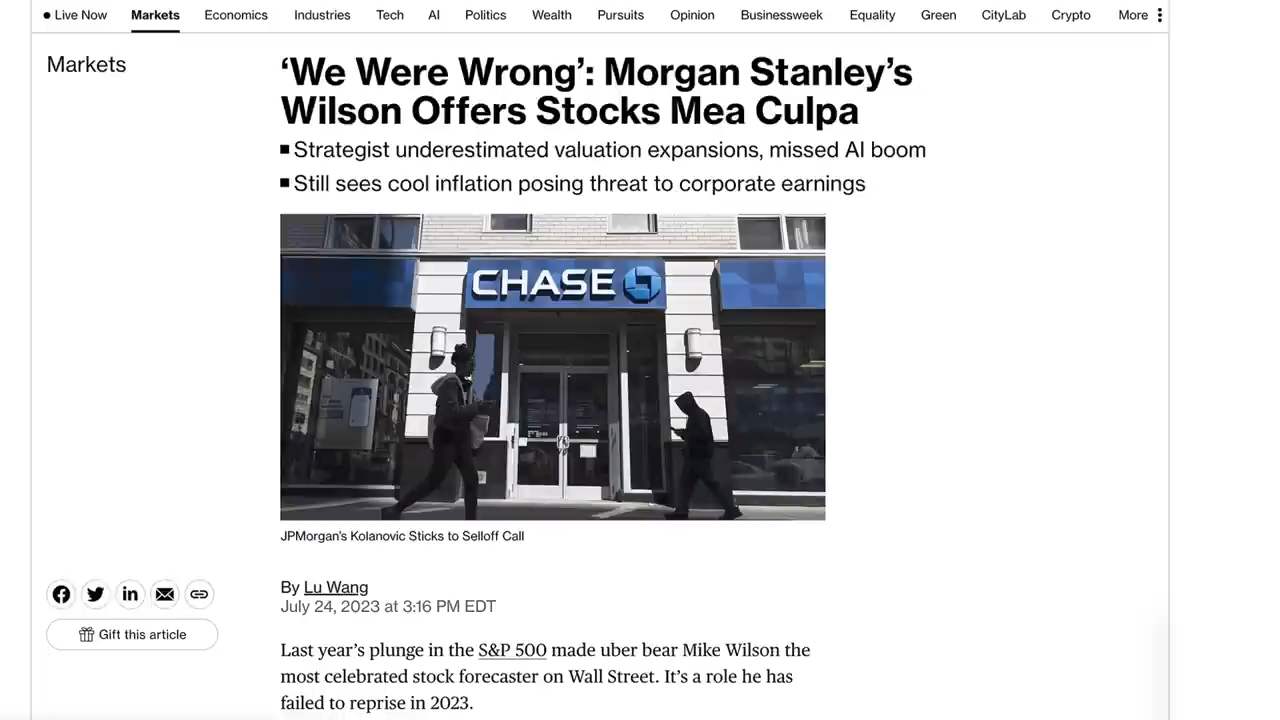 Live Now Markets Economics Industries Tech AI Politics Wealth Pursuits Opinion Businessweek Equality Green CityLab Crypto More
Markets
‘We Were Wrong’: Morgan Stanley’s
Wilson Offers Stocks Mea Culpa
Strategist underestimated valuation expansions, missed AI boom
Still sees cool inflation posing threat to corporate earnings
CHASE
JPMorgan's Kolanovic Sticks to Selloff Call
By Lu Wang
July 24, 2023 at 3:16 PM EDT
Gift this article
Last year’s plunge in the S&P 500 made uber bear Mike Wilson the
most celebrated stock forecaster on Wall Street. It’s a role he has
failed to reprise in 2023.